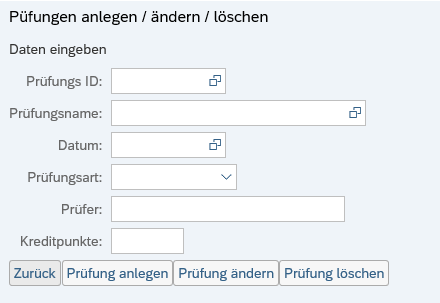 Püfungen anlegen / ändern / löschen
Daten eingeben
Prüfungs ID:
Prüfungsname:
Datum:
Prüfungsart:
Prüfer:
Kreditpunkte:
Zurück Prüfung anlegen Prüfung ändern Prüfung löschen